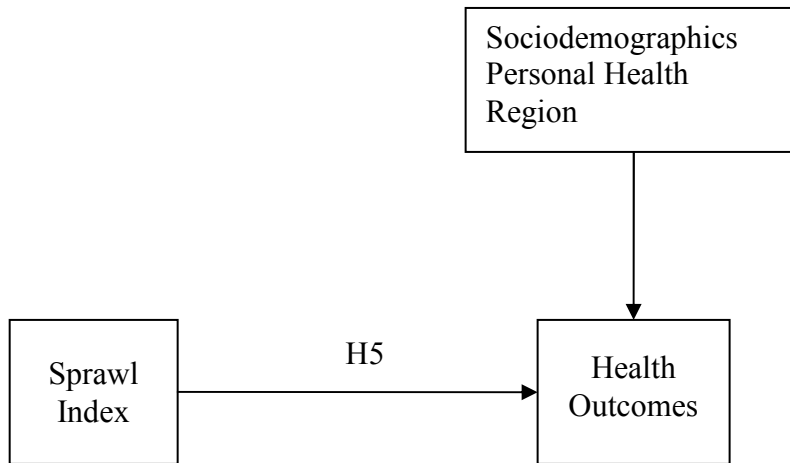 Sociodemographics
Personal Health
Region
H5
Sprawl
Index
Health
Outcomes